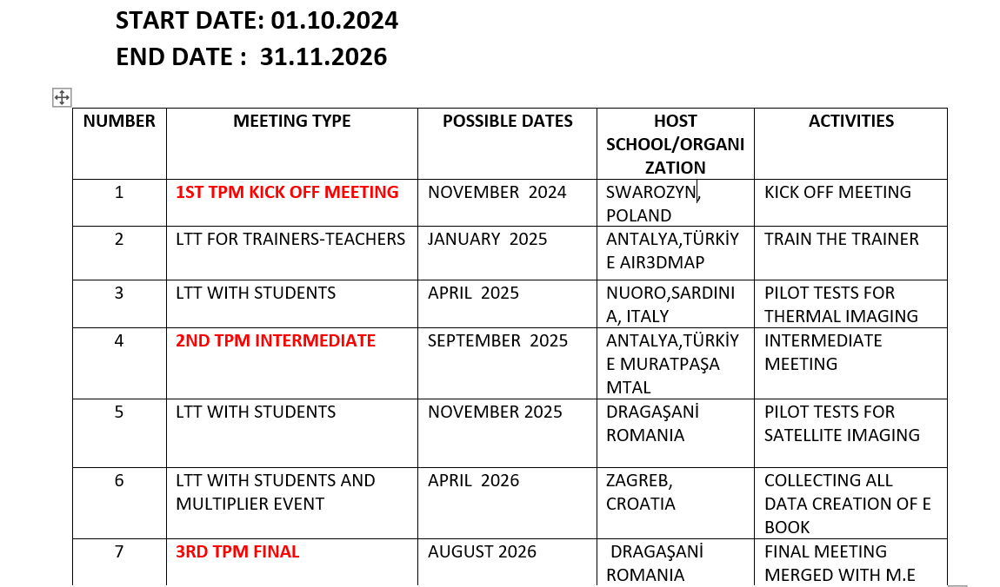 START DATE: 01.10.2024
END DATE :  31.11.2026
NUMBER	MEETING TYPE	POSSIBLE DATES	HOST
SCHOOL/ORGANI
ZATION	ACTIVITIES
1	1ST TPM KICK OFF MEETING	NOVEMBER  2024	SWAROZYN,
POLAND	KICK OFF MEETING
2	LTT FOR TRAINERS-TEACHERS	JANUARY  2025	ANTALYA,TÜRKİY
E AIR3DMAP	TRAIN THE TRAINER
3	LTT WITH STUDENTS	APRIL  2025	NUORO,SARDINI
A, ITALY	PILOT TESTS FOR
THERMAL IMAGING
4	2ND TPM INTERMEDIATE	SEPTEMBER  2025	ANTALYA,TÜRKİY
E MURATPAŞA
MTAL	INTERMEDIATE
MEETING
5	LTT WITH STUDENTS	NOVEMBER 2025	DRAGAŞANİ
ROMANIA	PILOT TESTS FOR
SATELLITE IMAGING
6	LTT WITH STUDENTS AND
MULTIPLIER EVENT	APRIL  2026	ZAGREB,
CROATIA	COLLECTING ALL
DATA CREATION OF E
BOOK
7	3RD TPM FINAL	AUGUST 2026	DRAGAŞANİ
ROMANIA	FINAL MEETING
MERGED WITH M.E